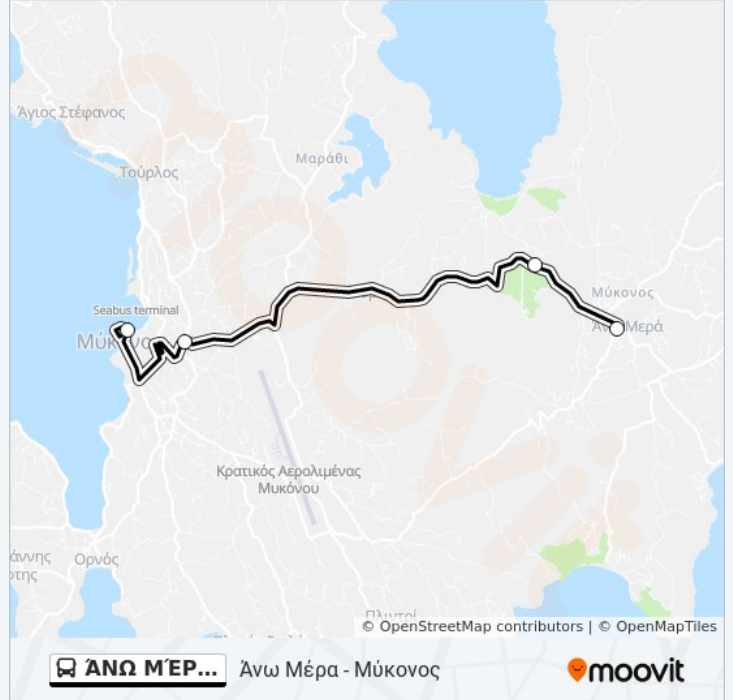 Άγιος Στέφανος
Μαράθι
Τούρλος
Μύκονος
Seabus terminal
Άνω Μερά
Κρατικός Αερολιμένας
Μυκόνου
Ορνός
© OpenStreetMap contributors | © OpenMapTiles
ΆΝΩ ΜΈΡ... Άνω Μέρα - Μύκονος
moovit